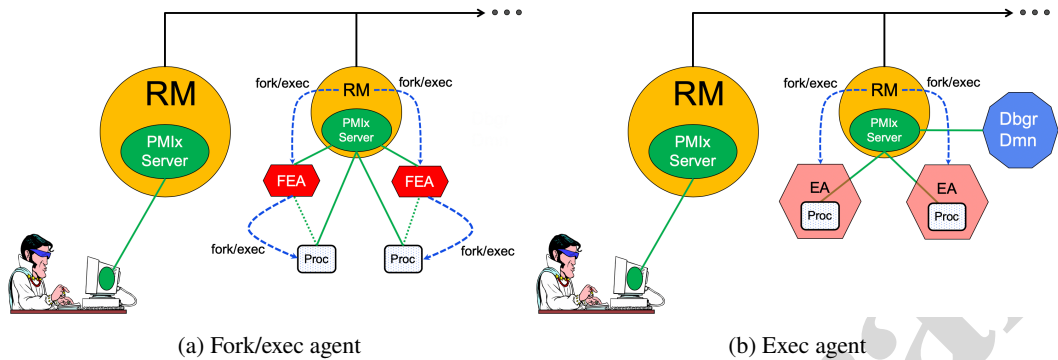 RM
PMIx
Server
fork/exec
fork/exec
RM
PMIx
Server
FEA
FEA
fork/exec
Proc
Proc
fork/exec
(a) Fork/exec agent
RM
PMIx
Server
fork/exec
fork/exec
RM
PMIx
Server
Dbgr
Dmn
EA
Proc
EA
Proc
(b) Exec agent